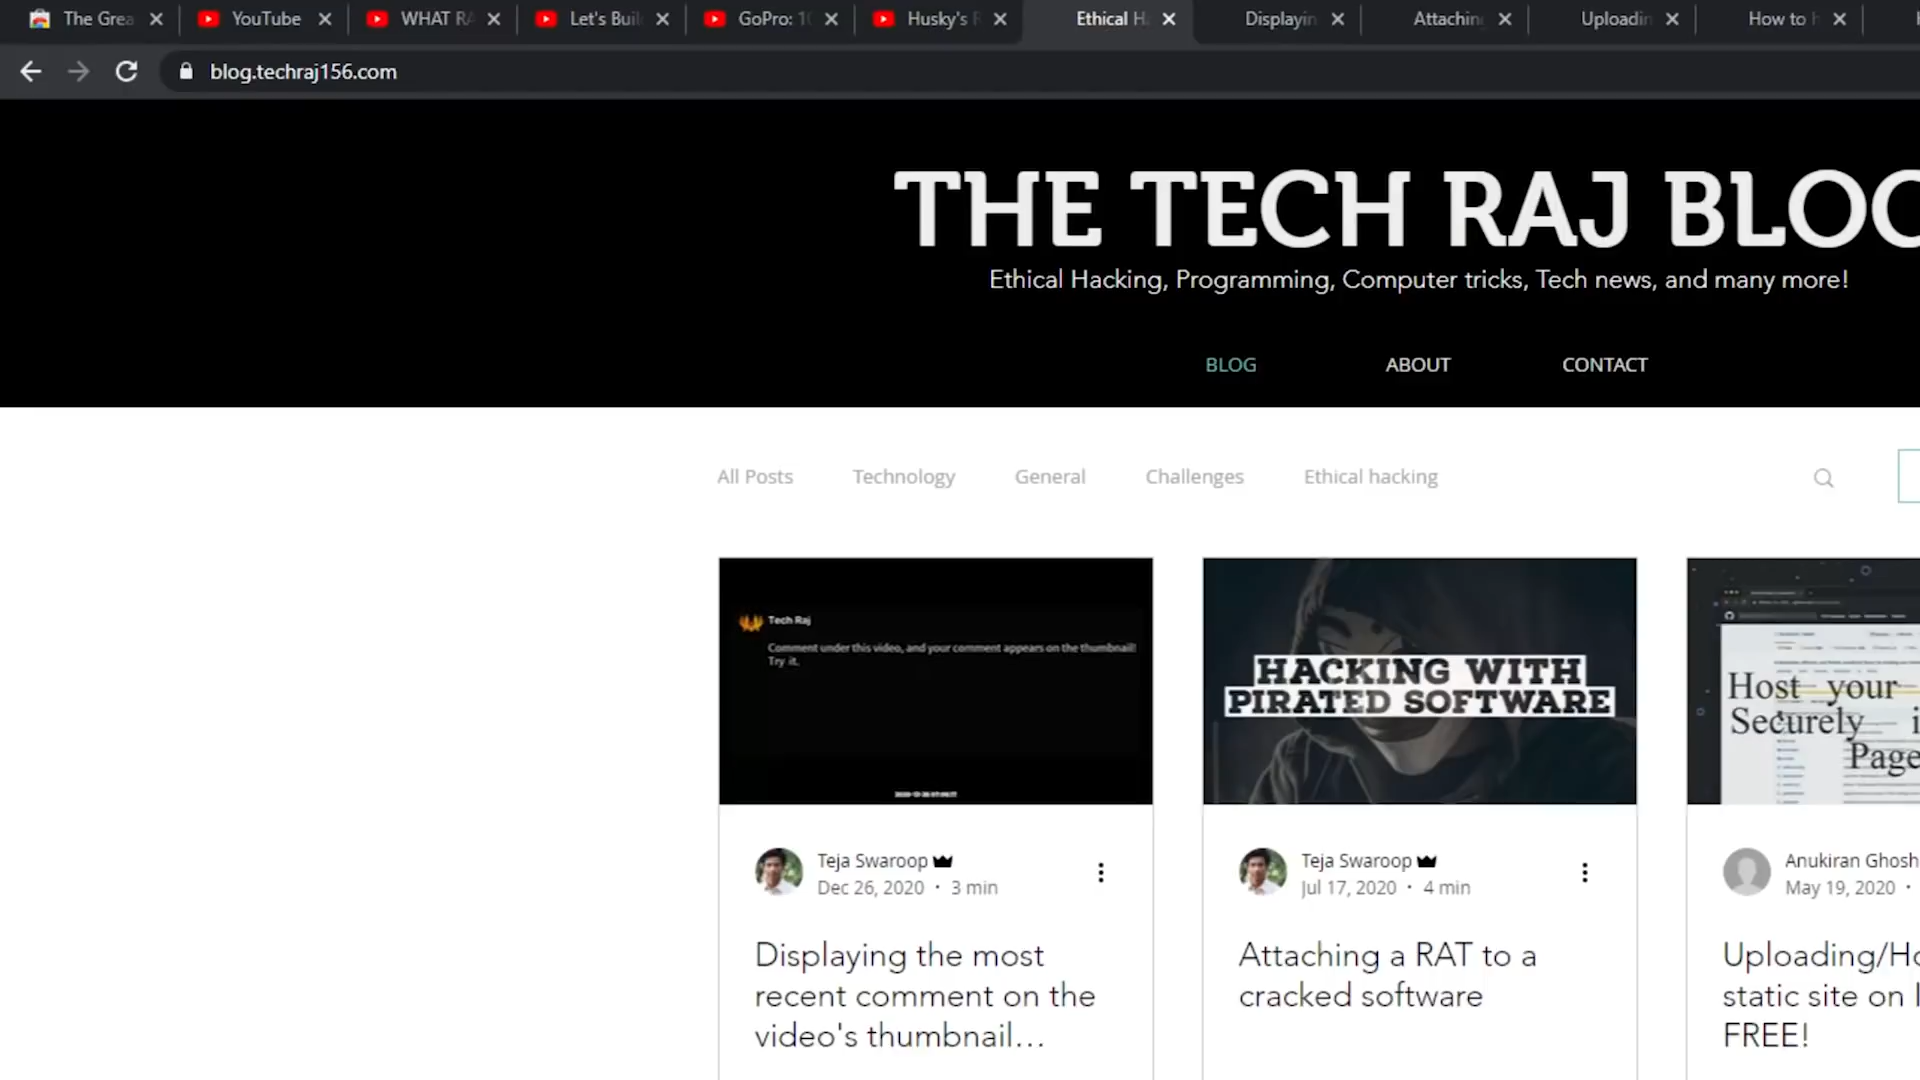 The Grea
YouTube
WHAT RA
Let's Buil
GoPro: 1
Husky's F
Ethical H
Displayin
Attaching
Uploadin
How to
blog.techraj156.com
THE TECH RAJ BLOG
Ethical Hacking, Programming, Computer tricks, Tech news, and many more!
BLOG ABOUT CONTACT
All Posts Technology General Challenges Ethical hacking
Tech Raj
Comment under this video, and your comment appears on the thumbnail!
Try it.
HACKING WITH
PIRATED SOFTWARE
Host your
Securely i
Page
Teja Swaroop
Dec 26, 2020 · 3 min
Displaying the most
recent comment on the
video's thumbnail...
Teja Swaroop
Jul 17, 2020 · 4 min
Attaching a RAT to a
cracked software
Anukiran Ghosh
May 19, 2020 ·
Uploading/Ho
static site on I
FREE!